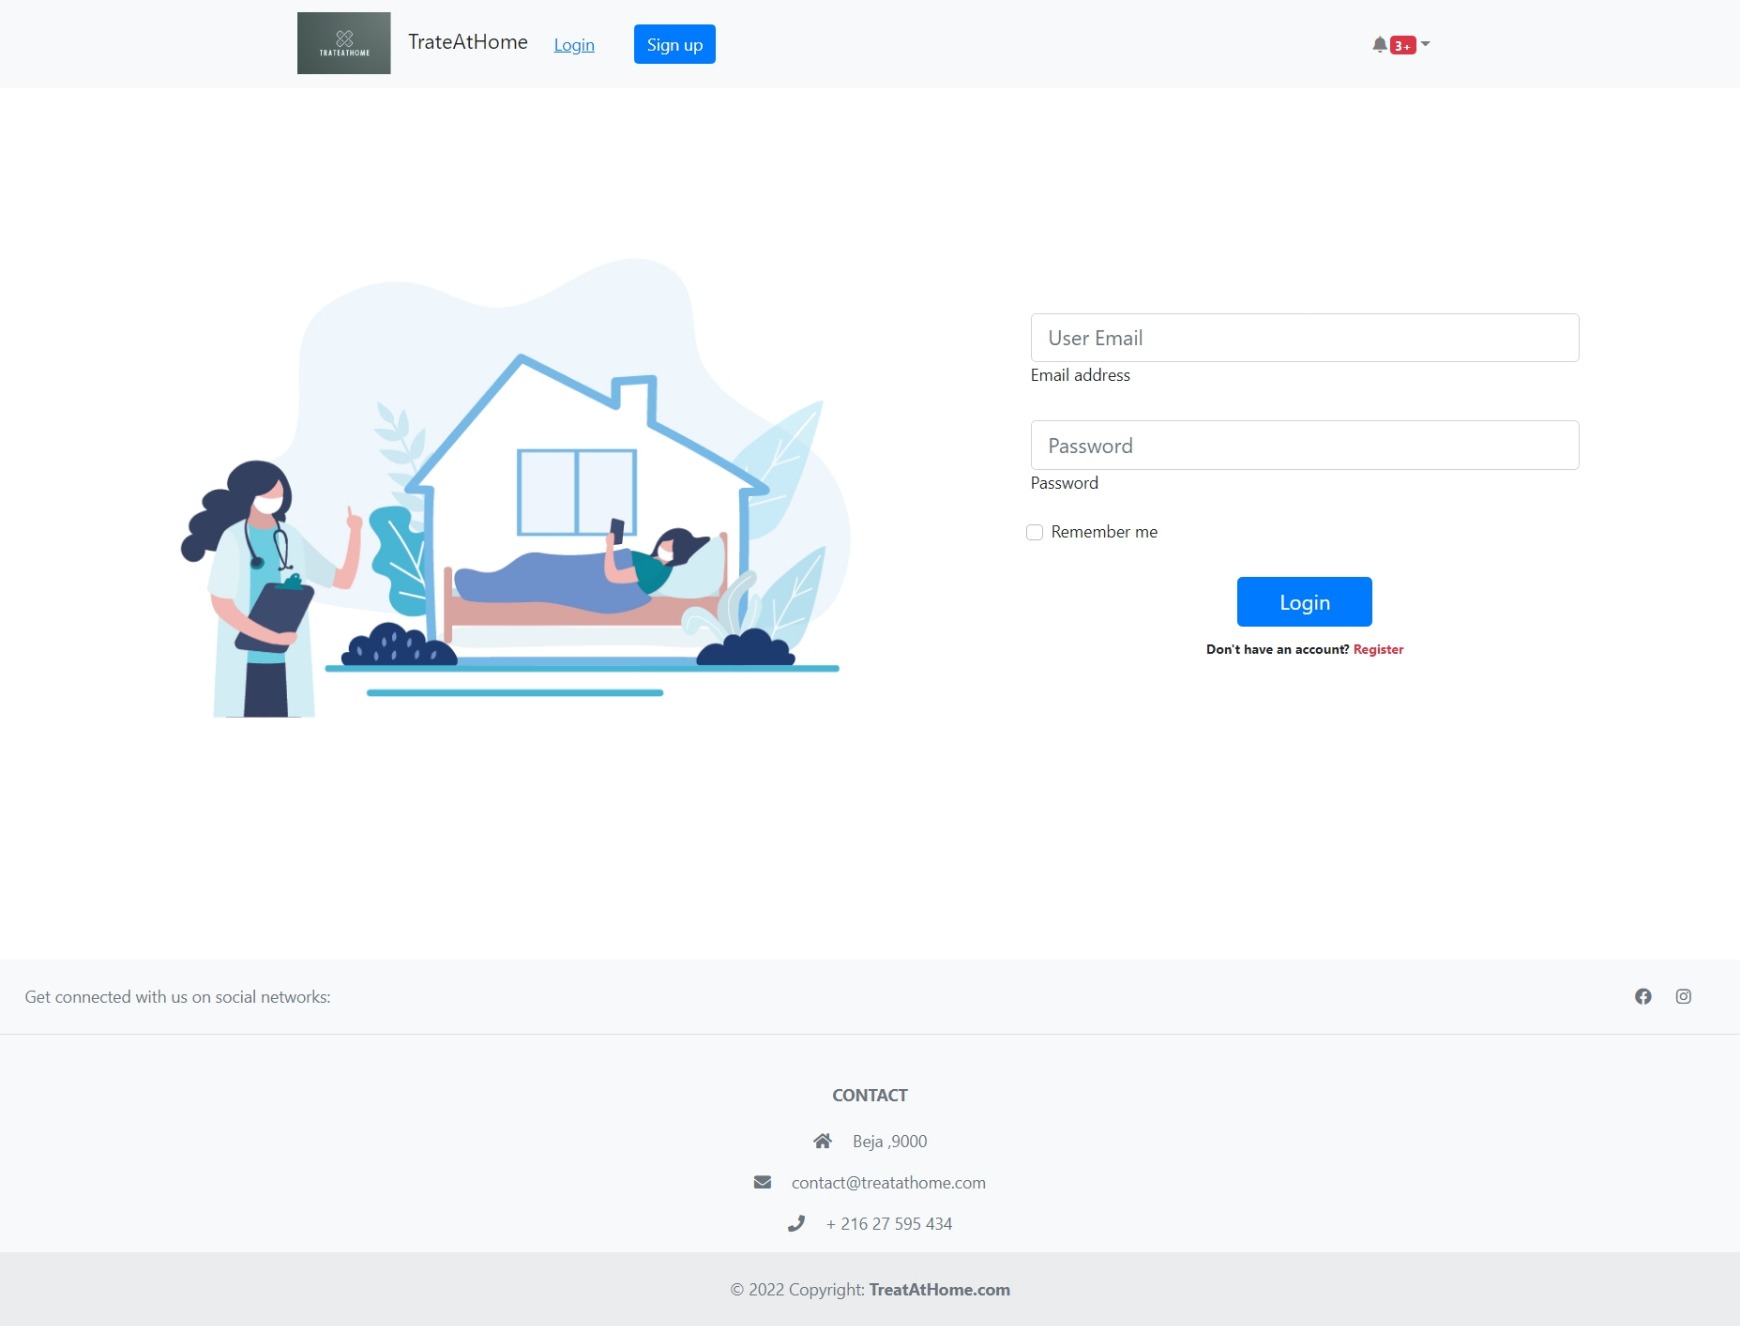 TRATEATHOME
TrateAtHome
Login
Sign up
3+
User Email
Email address
Password
Password
Remember me
Login
Don't have an account? Register
Get connected with us on social networks:
CONTACT
Beja ,9000
contact@treatathome.com
+ 216 27 595 434
© 2022 Copyright: TreatAtHome.com